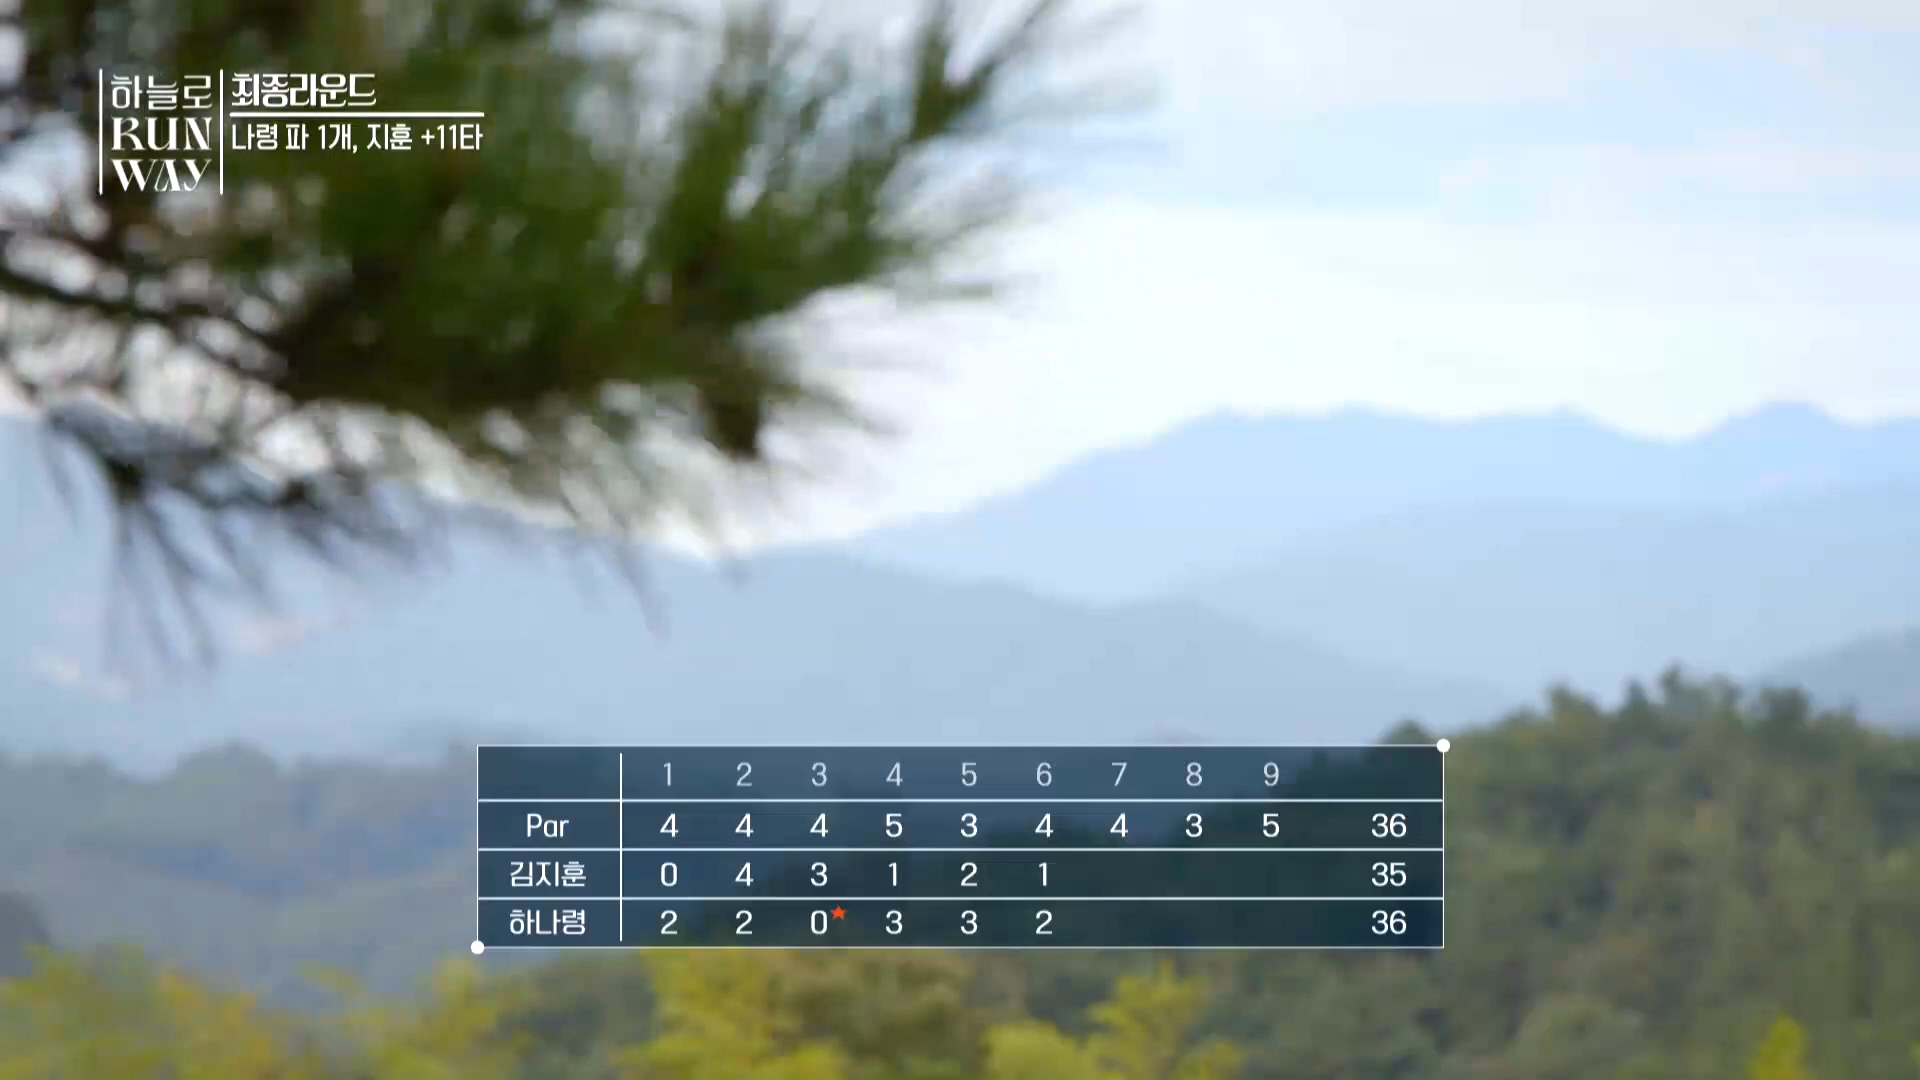 하늘로
RUN
WAY
최종라운드
나령 파 1개, 지훈 +11타
1 2 3 4 5 6 7 8 9
Par 4 4 4 5 3 4 4 3 5 36
김지훈 0 4 3 1 2 1 35
하나령 2 2 0★ 3 3 2 36